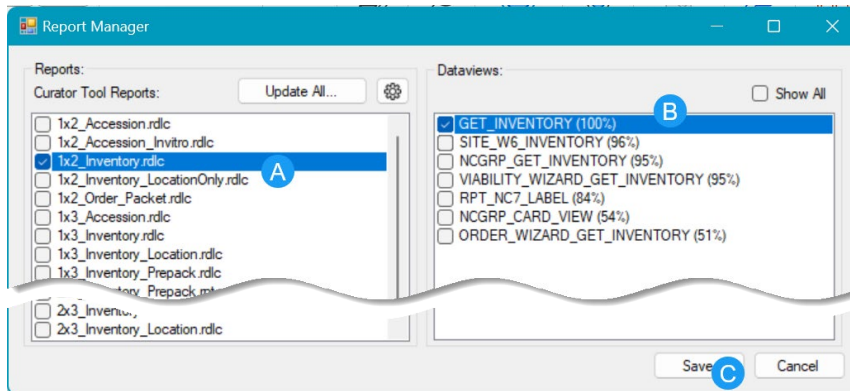 Report Manager
Reports:
Curator Tool Reports:
Update All...
1x2_Accession.rdlc
1x2_Accession_Invitro.rdlc
1x2_Inventory.rdlc
A
1x2_Inventory_LocationOnly.rdlc
1x2_Order_Packet.rdlc
1x3_Accession.rdlc
1x3_Inventory.rdlc
1x3_Inventory_Location.rdlc
1x3_Inventory_Prepack.rdlc
2x3_Inventory_Location.rdlc
Dataviews:
Show All
B
GET_INVENTORY (100%)
SITE_W6_INVENTORY (96%)
NCGRP_GET_INVENTORY (95%)
VIABILITY_WIZARD_GET_INVENTORY (95%)
RPT_NC7_LABEL (84%)
NCGRP_CARD_VIEW (54%)
ORDER_WIZARD_GET_INVENTORY (51%)
Save
C
Cancel